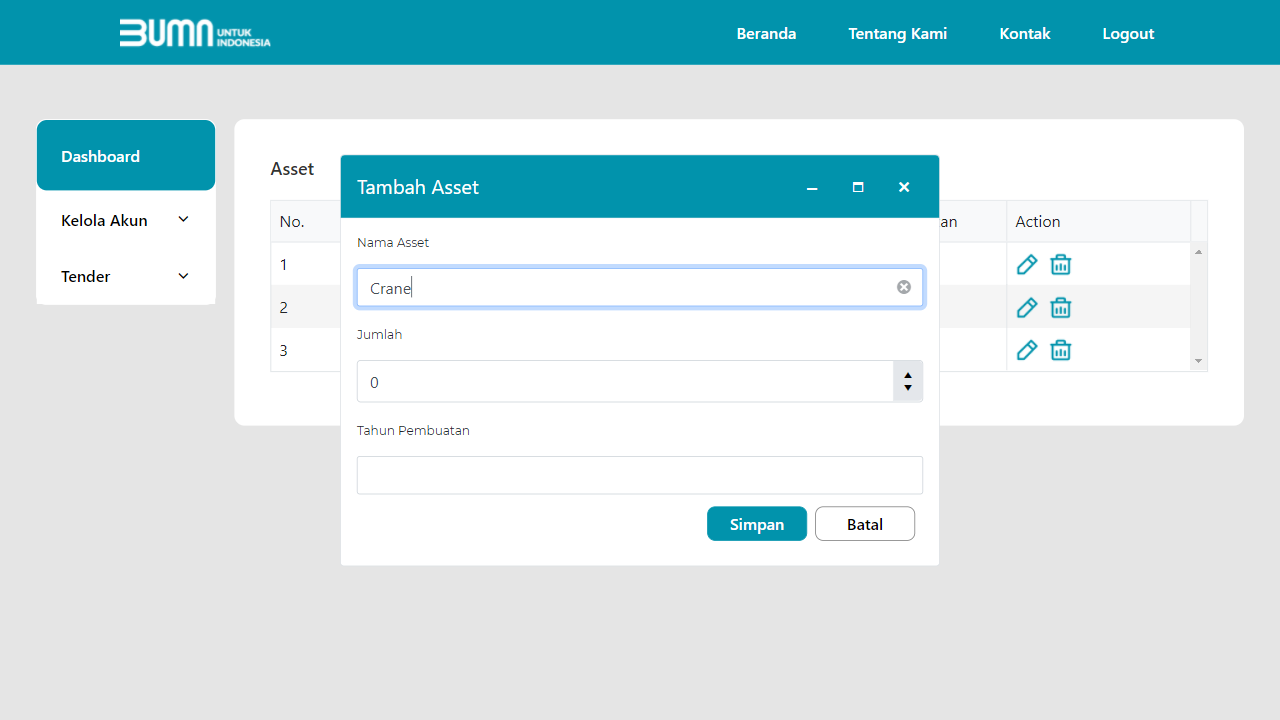 BUMN UNTUK INDONESIA
Beranda
Tentang Kami
Kontak
Logout
Dashboard
Kelola Akun
Tender
Asset
No.
an
Action
1
2
3
Tambah Asset
Nama Asset
Crane
Jumlah
0
Tahun Pembuatan
Simpan
Batal